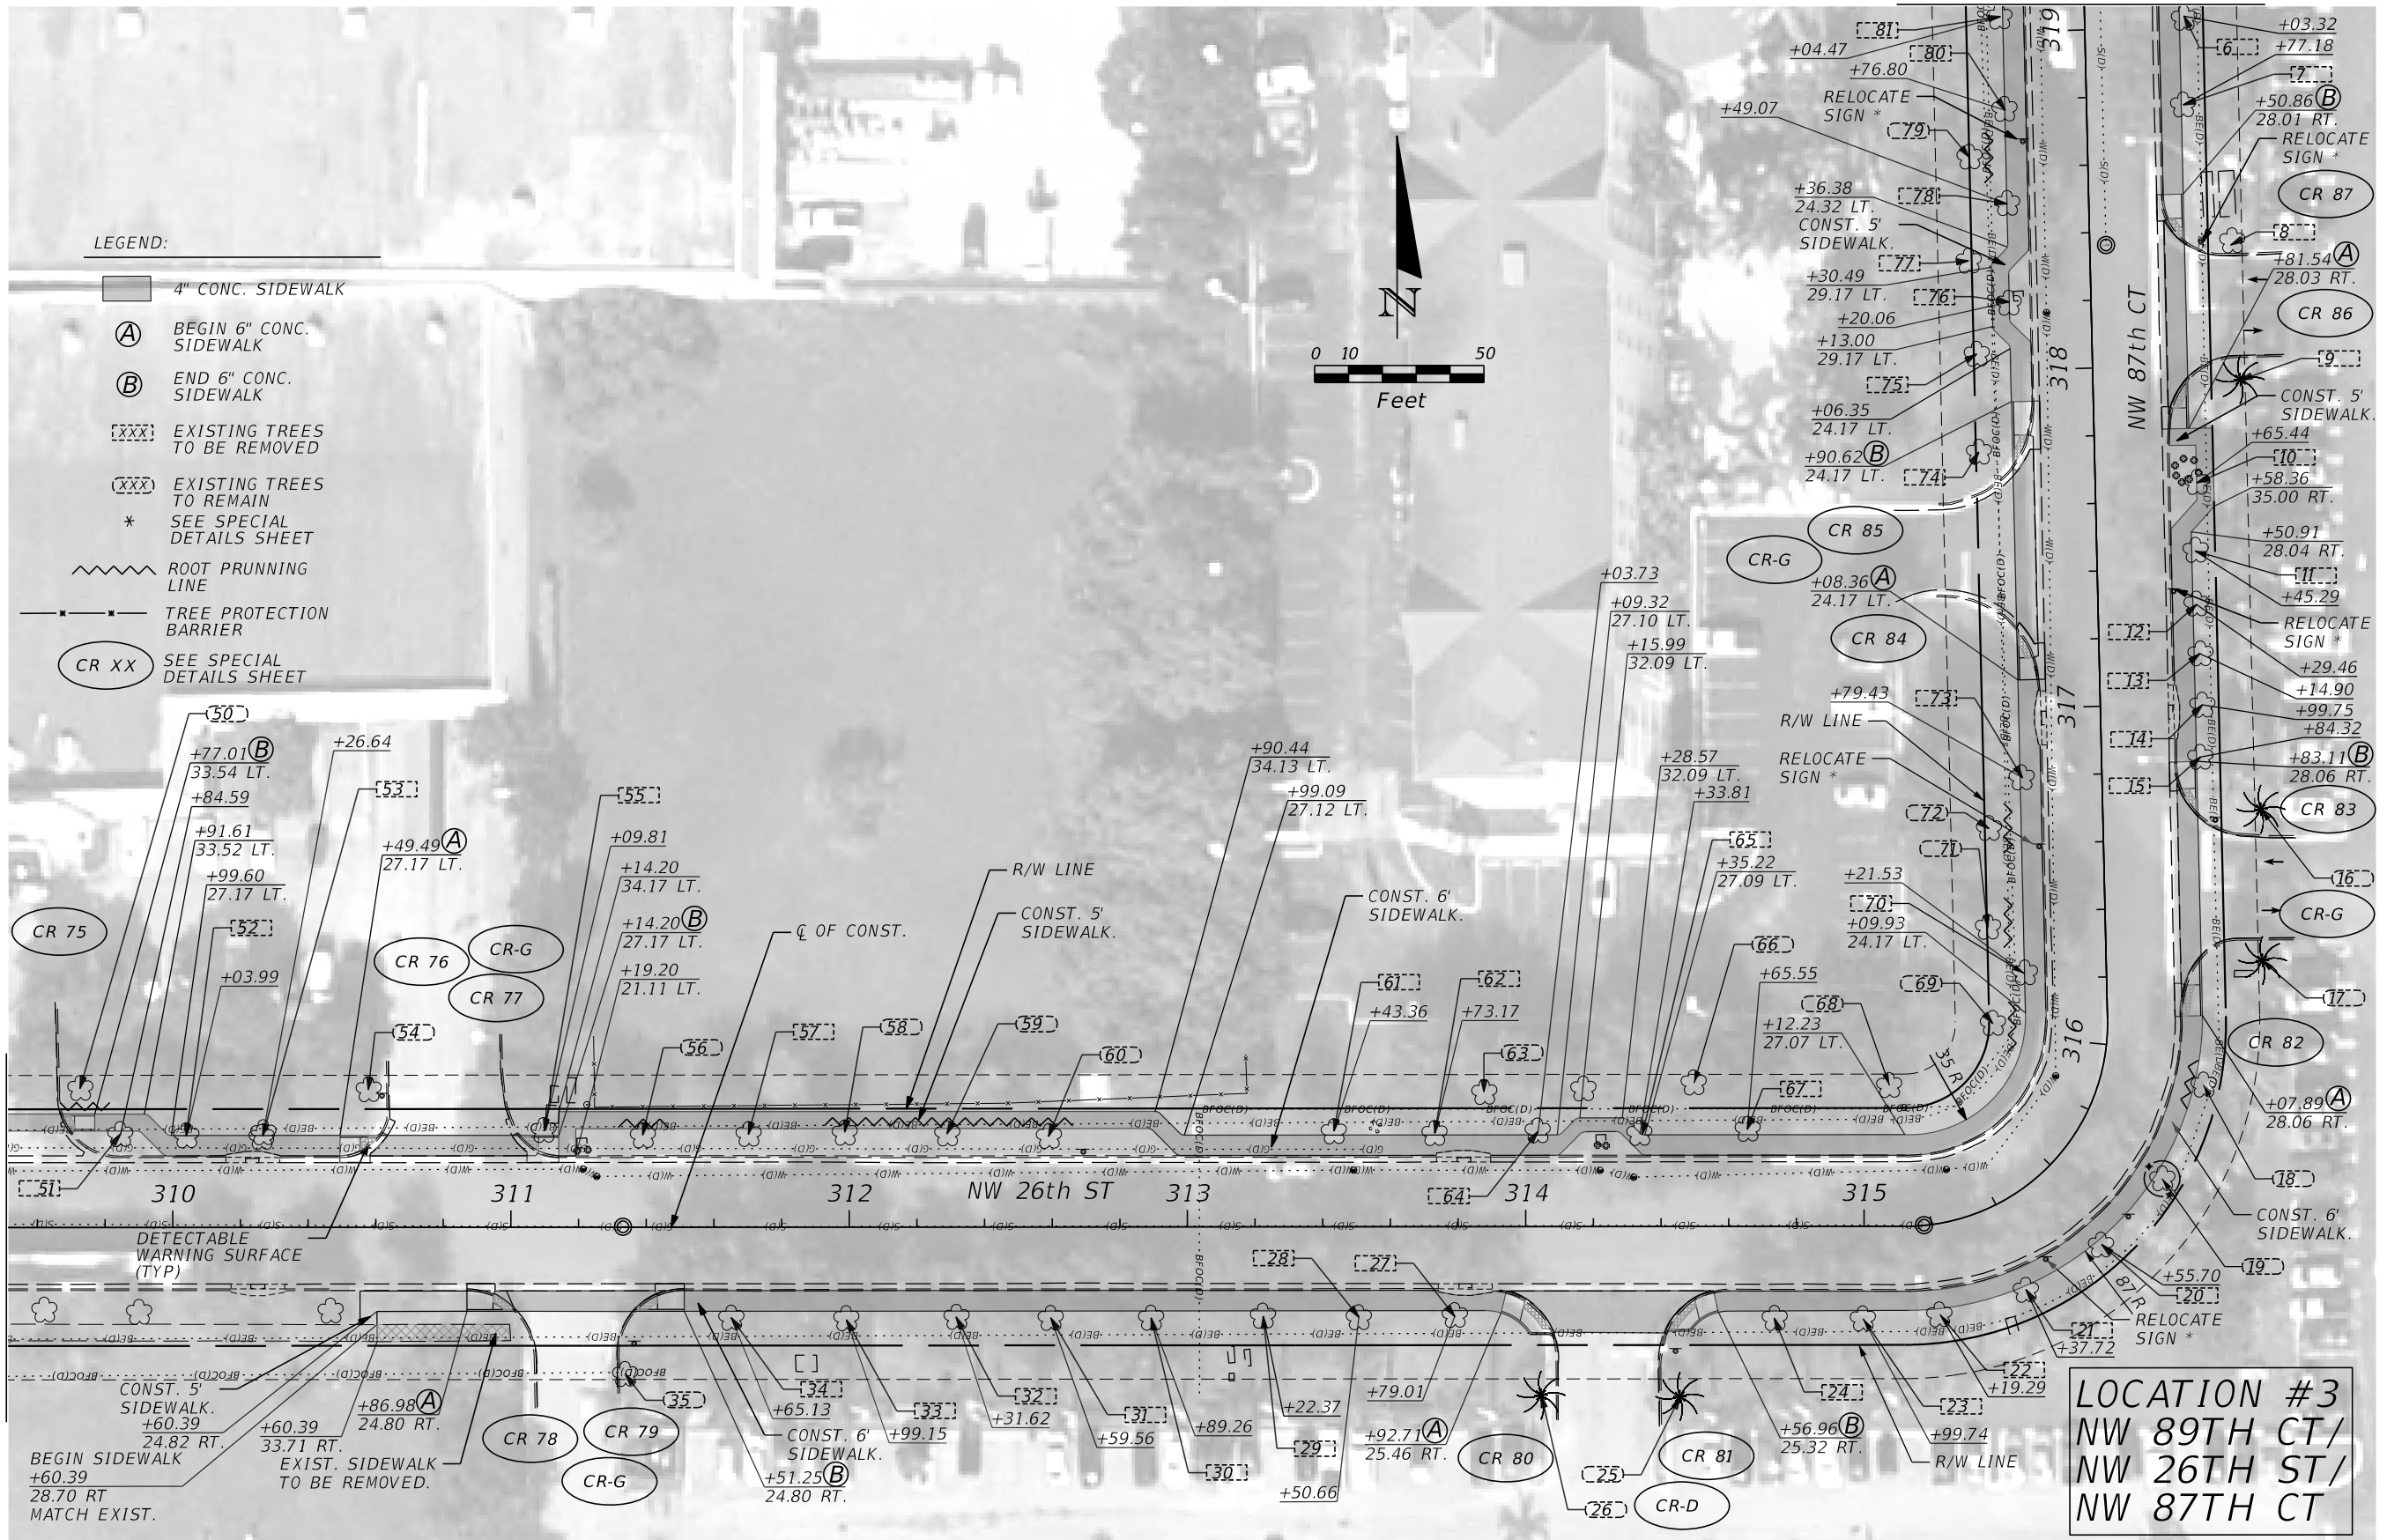 LEGEND:
4" CONC. SIDEWALK
A
BEGIN 6" CONC.
SIDEWALK
B
END 6" CONC.
SIDEWALK
XXX
EXISTING TREES
TO BE REMOVED
XXX
EXISTING TREES
TO REMAIN
*
SEE SPECIAL
DETAILS SHEET
ROOT PRUNNING
LINE
TREE PROTECTION
BARRIER
CR XX
SEE SPECIAL
DETAILS SHEET
N
0 10 50
Feet
81
+04.47
80
+76.80
RELOCATE
SIGN *
+49.07
79
+36.38
24.32 LT.
78
CONST. 5'
SIDEWALK.
77
+30.49
29.17 LT.
76
+20.06
+13.00
29.17 LT.
75
+06.35
24.17 LT.
+90.62 B
24.17 LT.
74
CR 85
CR-G
+08.36 A
24.17 LT.
CR 84
+79.43
73
R/W LINE
RELOCATE
SIGN *
72
71
+21.53
70
+09.93
24.17 LT.
69
319
318
317
316
NW 87th CT
+03.32
6
+77.18
7
+50.86 B
28.01 RT.
RELOCATE
SIGN *
CR 87
8
+81.54 A
28.03 RT.
CR 86
9
CONST. 5'
SIDEWALK.
+65.44
10
+58.36
35.00 RT.
+50.91
28.04 RT.
11
+45.29
RELOCATE
SIGN *
12
+29.46
13
+14.90
+99.75
14
+84.32
+83.11 B
28.06 RT.
15
CR 83
16
CR-G
17
CR 82
+07.89 A
28.06 RT.
18
CONST. 6'
SIDEWALK.
19
+55.70
20
RELOCATE
SIGN *
21
+37.72
22
+19.29
87 R
35 R
50
+77.01 B
33.54 LT.
+84.59
+91.61
33.52 LT.
+99.60
27.17 LT.
52
+03.99
+26.64
53
+49.49 A
27.17 LT.
CR 75
CR 76
CR-G
CR 77
54
55
+09.81
+14.20
34.17 LT.
+14.20 B
27.17 LT.
+19.20
21.11 LT.
℄ OF CONST.
R/W LINE
CONST. 5'
SIDEWALK.
56
57
58
59
60
+90.44
34.13 LT.
+99.09
27.12 LT.
CONST. 6'
SIDEWALK.
61
+43.36
62
+73.17
63
+03.73
+09.32
27.10 LT.
+15.99
32.09 LT.
+28.57
32.09 LT.
+33.81
65
+35.22
27.09 LT.
66
+65.55
68
+12.23
27.07 LT.
67
64
51
310
311
312
NW 26th ST
313
314
315
DETECTABLE
WARNING SURFACE
(TYP)
CONST. 5'
SIDEWALK.
+60.39
24.82 RT.
BEGIN SIDEWALK
+60.39
28.70 RT
MATCH EXIST.
+60.39
33.71 RT.
+86.98 A
24.80 RT.
EXIST. SIDEWALK
TO BE REMOVED.
CR 78
CR 79
CR-G
35
34
+65.13
CONST. 6'
SIDEWALK.
+51.25 B
24.80 RT.
33
+99.15
32
+31.62
31
+59.56
+89.26
30
28
+22.37
29
27
+50.66
+79.01
+92.71 A
25.46 RT.
CR 80
26
25
CR 81
CR-D
+56.96 B
25.32 RT.
24
23
+99.74
R/W LINE
LOCATION #3
NW 89TH CT/
NW 26TH ST/
NW 87TH CT